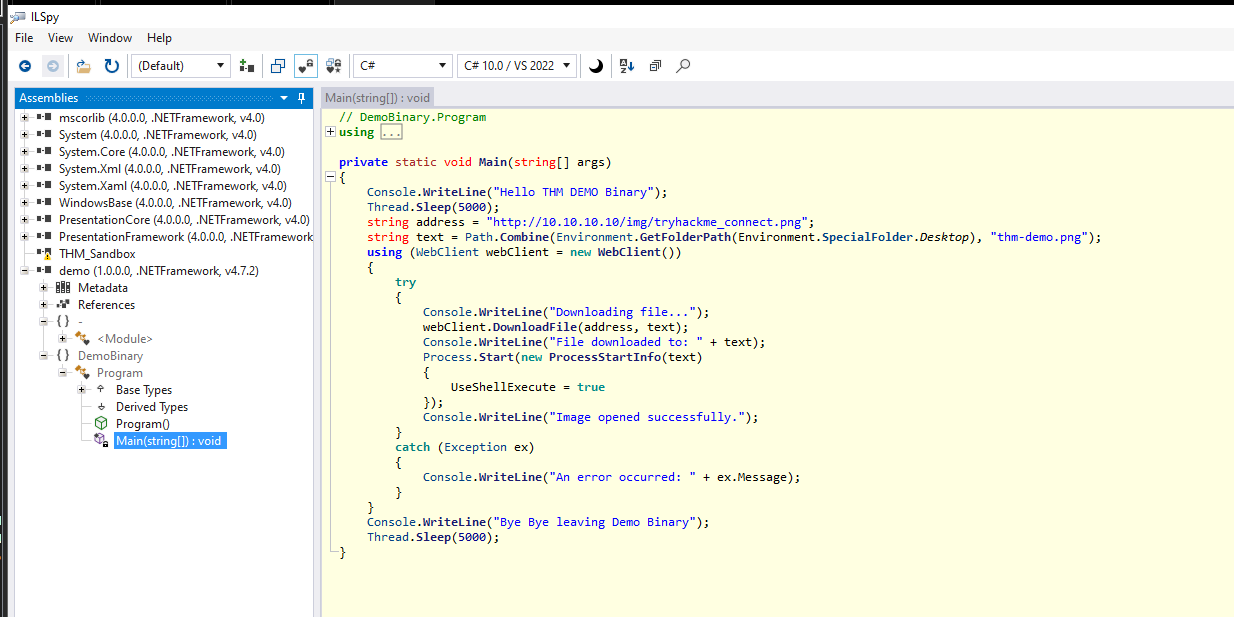 ILSpy
File View Window Help
(Default) C# C# 10.0 / VS 2022
Assemblies
mscorlib (4.0.0.0, .NETFramework, v4.0)
System (4.0.0.0, .NETFramework, v4.0)
System.Core (4.0.0.0, .NETFramework, v4.0)
System.Xml (4.0.0.0, .NETFramework, v4.0)
System.Xaml (4.0.0.0, .NETFramework, v4.0)
WindowsBase (4.0.0.0, .NETFramework, v4.0)
PresentationCore (4.0.0.0, .NETFramework, v4.0)
PresentationFramework (4.0.0.0, .NETFramework
THM_Sandbox
demo (1.0.0.0, .NETFramework, v4.7.2)
Metadata
References
{ } -
<Module>
{ } DemoBinary
Program
Base Types
Derived Types
Program()
Main(string[]) : void
Main(string[]) : void
// DemoBinary.Program
using ...
private static void Main(string[] args)
{
Console.WriteLine("Hello THM DEMO Binary");
Thread.Sleep(5000);
string address = "http://10.10.10.10/img/tryhackme_connect.png";
string text = Path.Combine(Environment.GetFolderPath(Environment.SpecialFolder.Desktop), "thm-demo.png");
using (WebClient webClient = new WebClient())
{
try
{
Console.WriteLine("Downloading file...");
webClient.DownloadFile(address, text);
Console.WriteLine("File downloaded to: " + text);
Process.Start(new ProcessStartInfo(text)
{
UseShellExecute = true
});
Console.WriteLine("Image opened successfully.");
}
catch (Exception ex)
{
Console.WriteLine("An error occurred: " + ex.Message);
}
}
Console.WriteLine("Bye Bye leaving Demo Binary");
Thread.Sleep(5000);
}